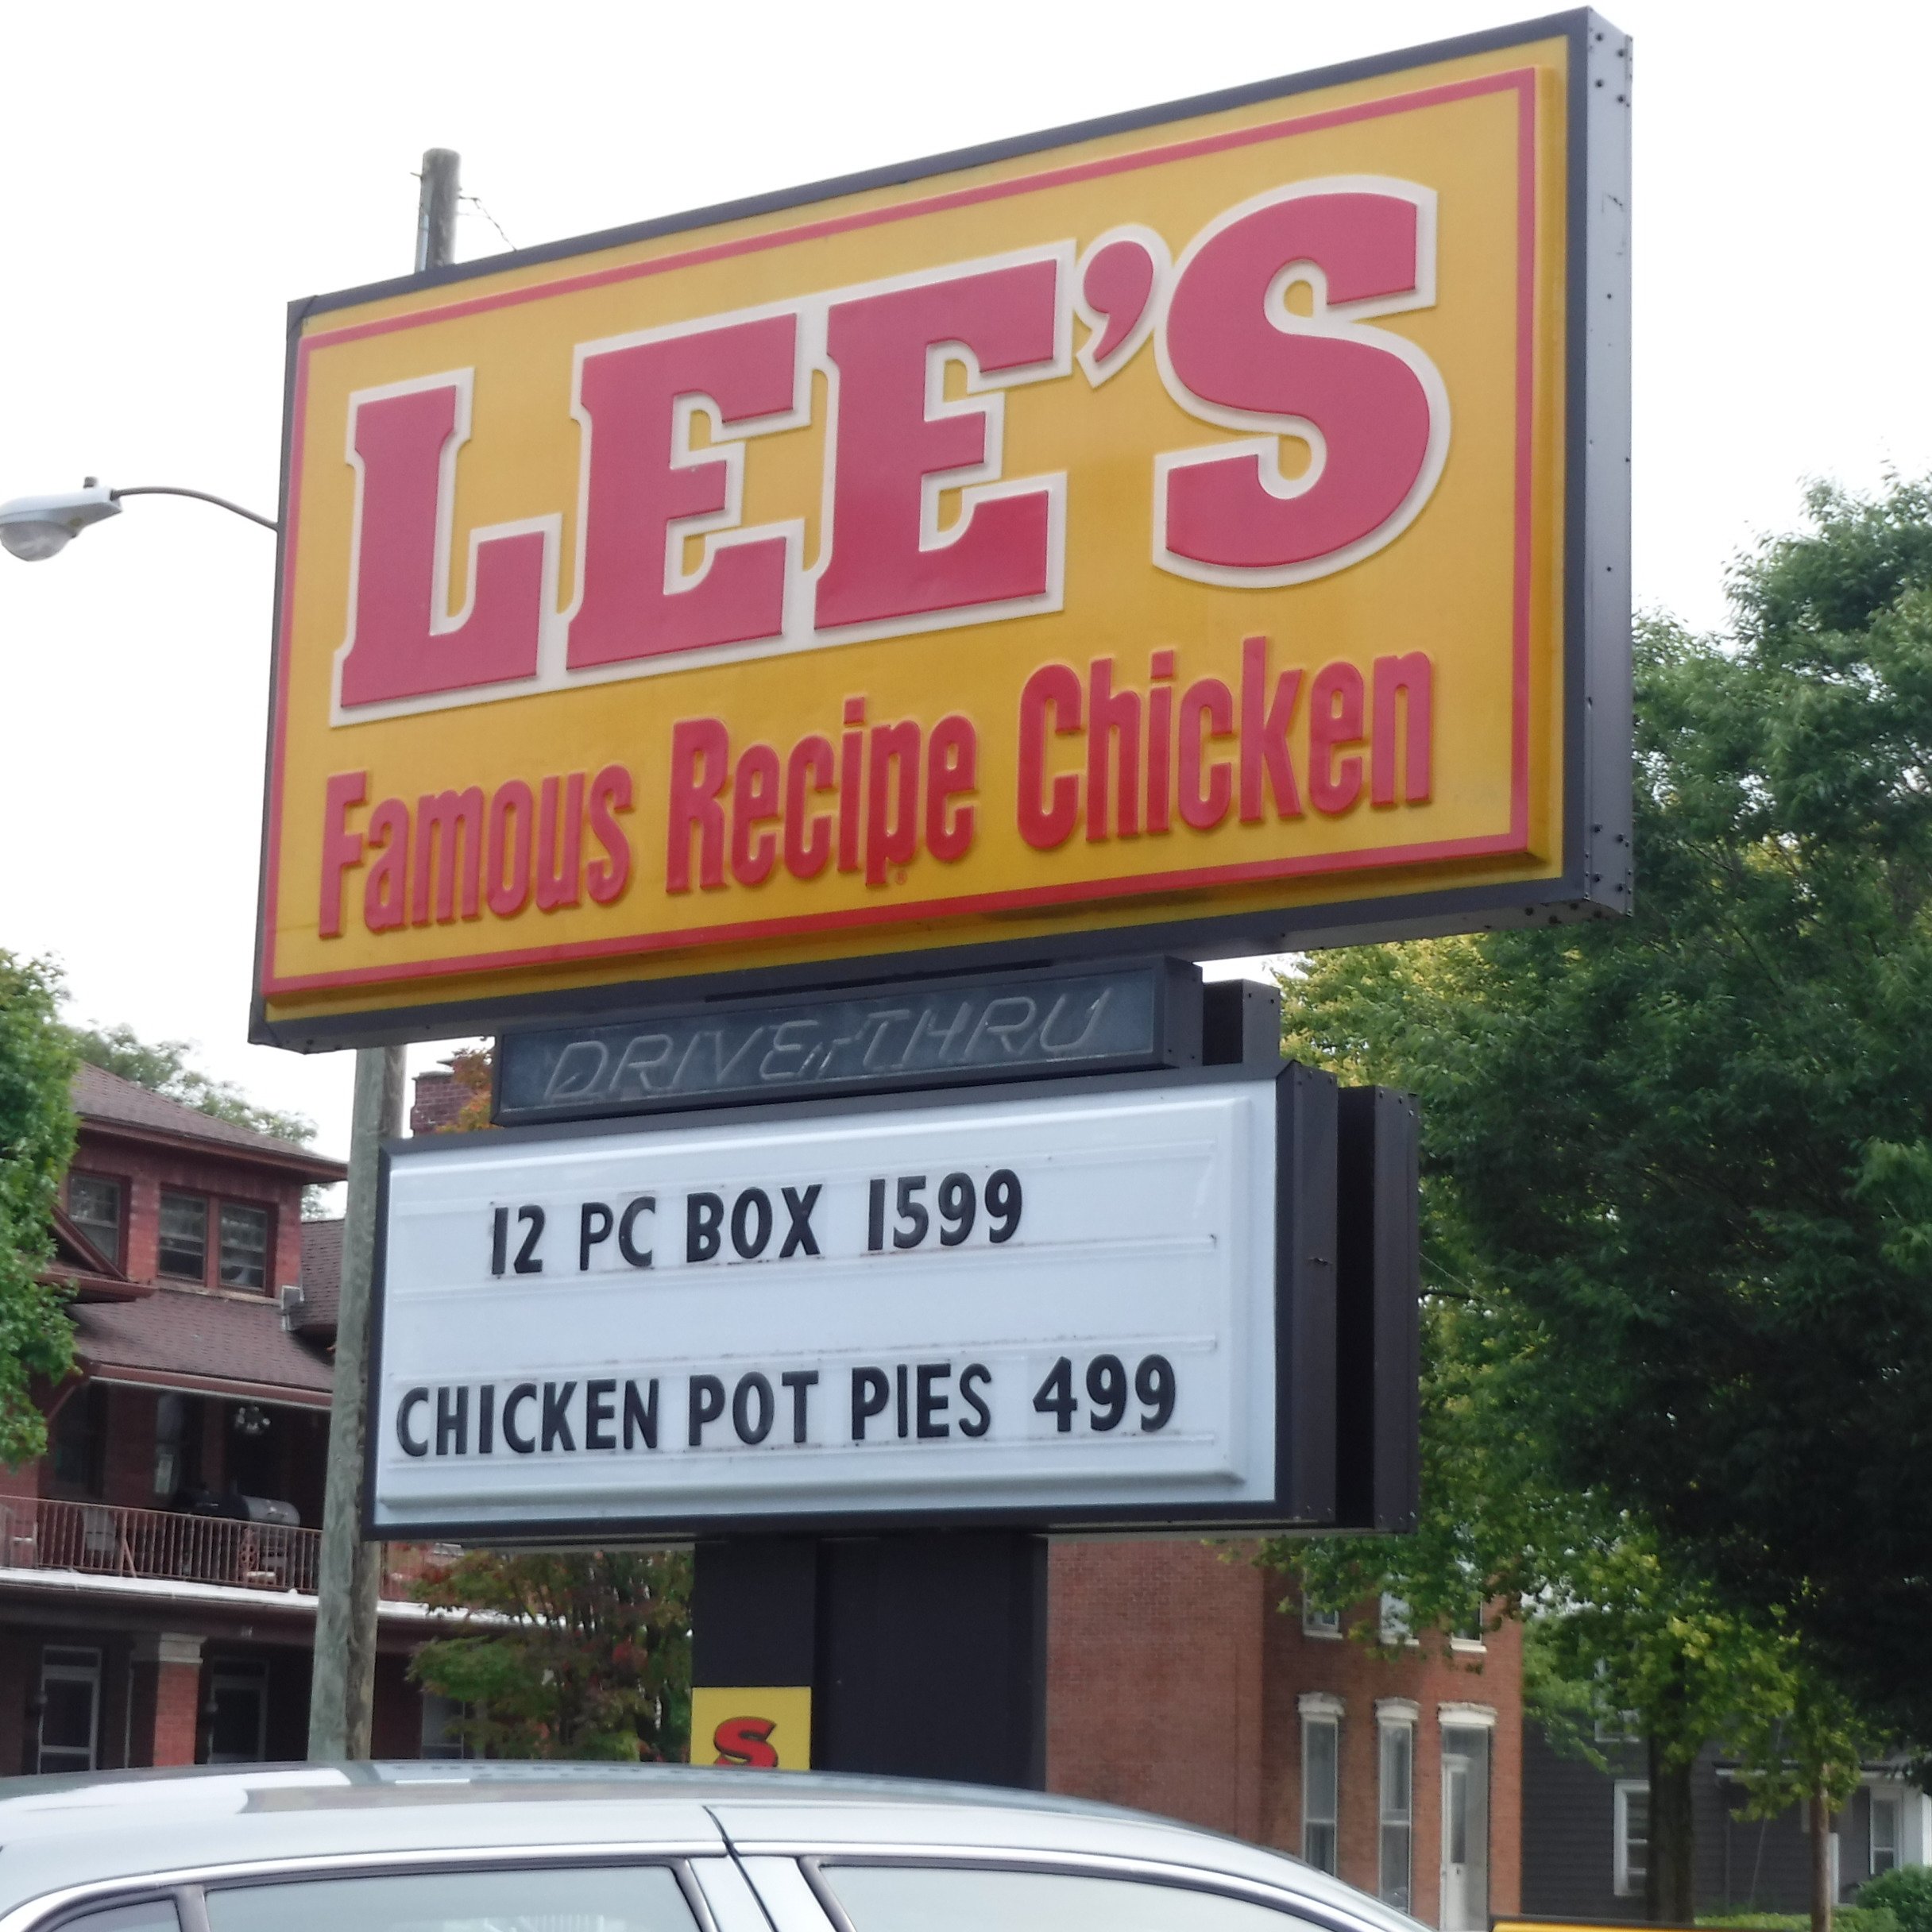 LEE'S
Famous Recipe Chicken
DRIVE THRU
12 PC BOX 1599
CHICKEN POT PIES 499
S